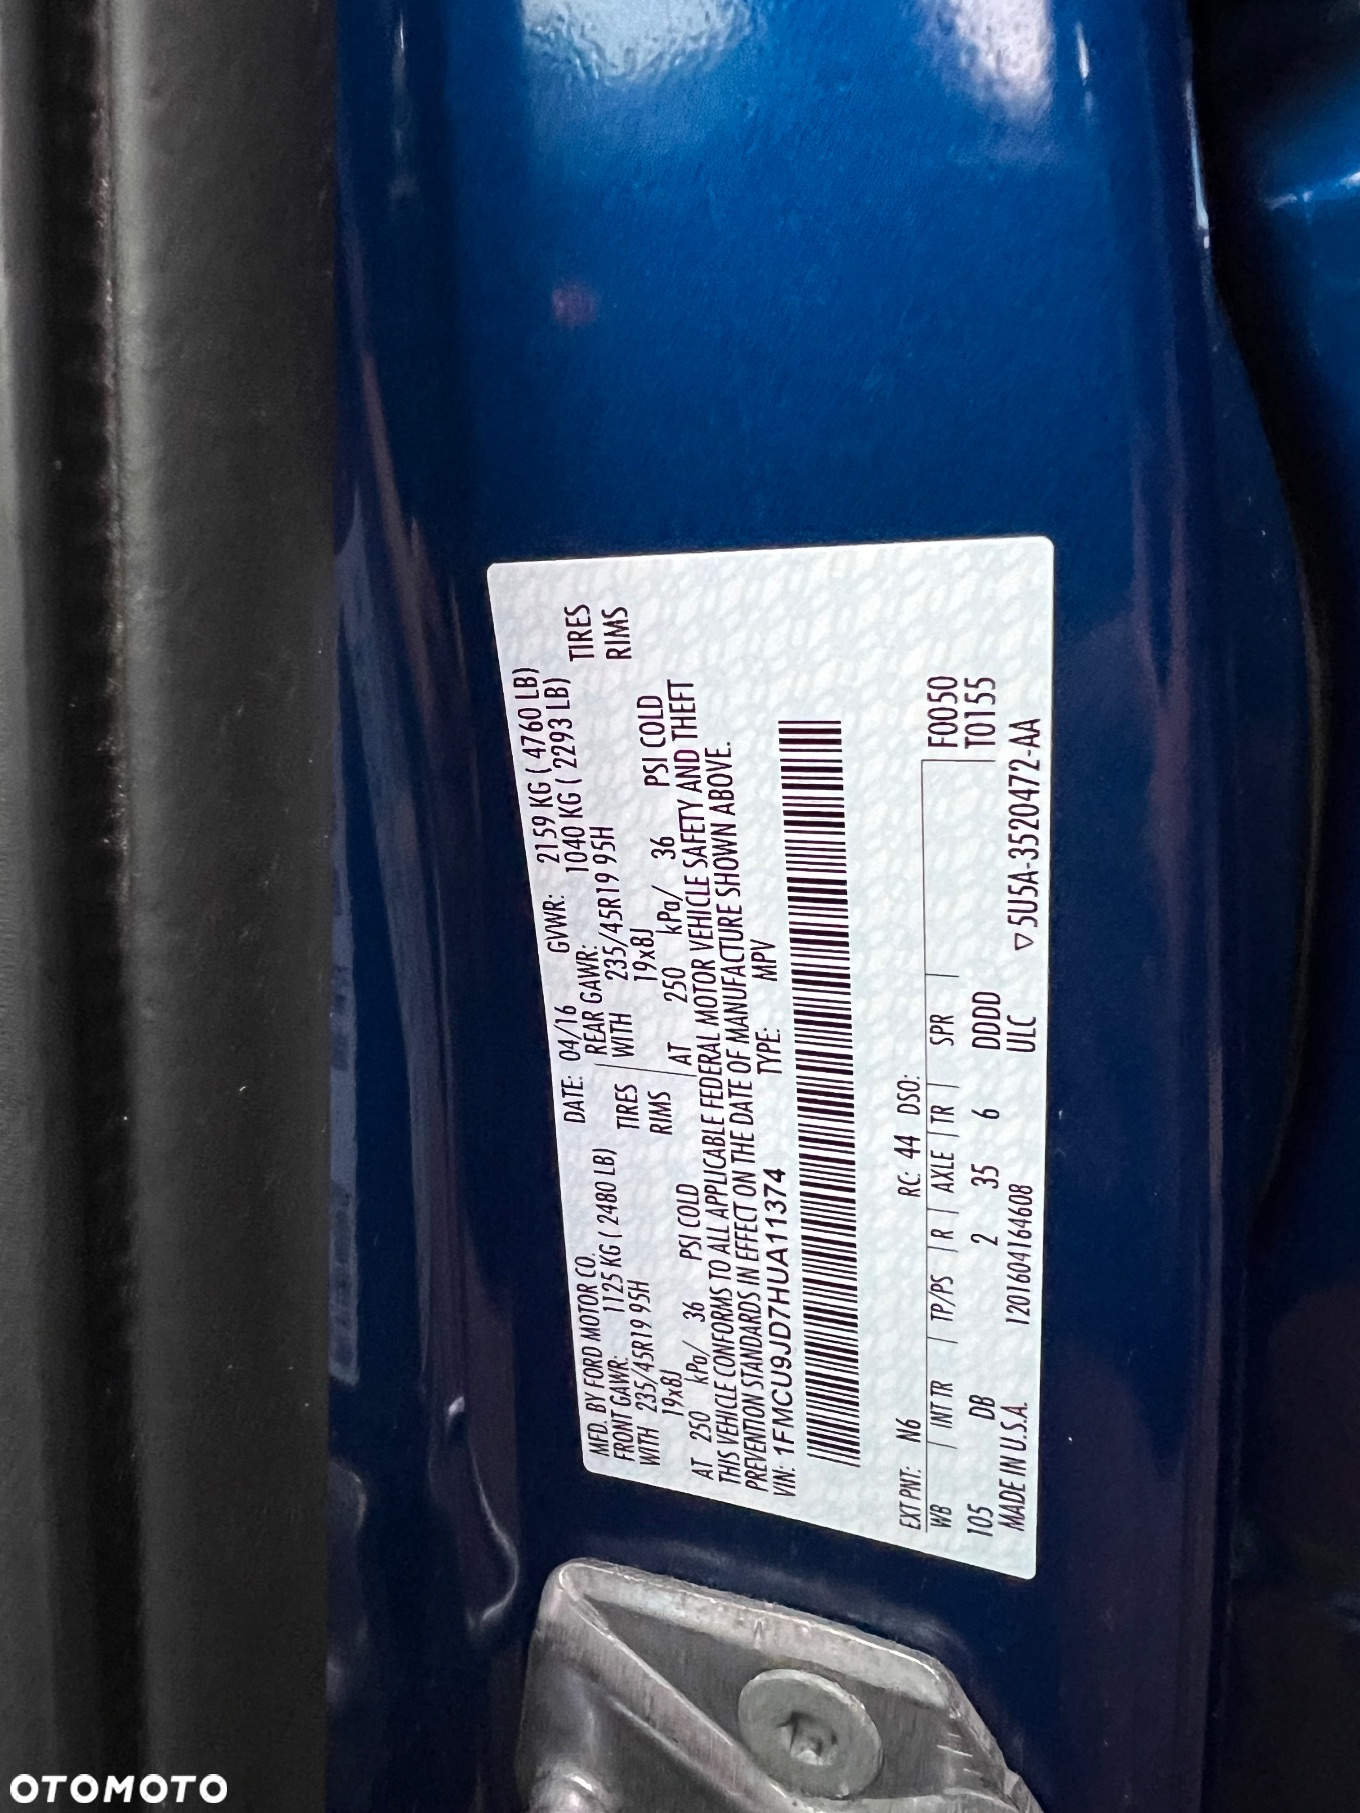 MFD. BY FORD MOTOR CO. DATE: 04/16 GVWR: 2159 KG ( 4760 LB)
FRONT GAWR: 1125 KG ( 2480 LB) REAR GAWR: 1040 KG ( 2293 LB)
WITH 235/45R19 95H TIRES WITH 235/45R19 95H TIRES
19x8J RIMS 19x8J RIMS
AT 250 kPa/ 36 PSI COLD AT 250 kPa/ 36 PSI COLD
THIS VEHICLE CONFORMS TO ALL APPLICABLE FEDERAL MOTOR VEHICLE SAFETY AND THEFT
PREVENTION STANDARDS IN EFFECT ON THE DATE OF MANUFACTURE SHOWN ABOVE.
VIN: 1FMCU9JD7HUA11374 TYPE: MPV
EXT PNT: N6 RC: 44 DSO: F0050
WB | INT TR | TP/PS | R | AXLE | TR | SPR | T0155
105 DB 2 35 6 DDDD
MADE IN U.S.A. 1201604164608 ULC ▽5U5A-3520472-AA
OTOMOTO